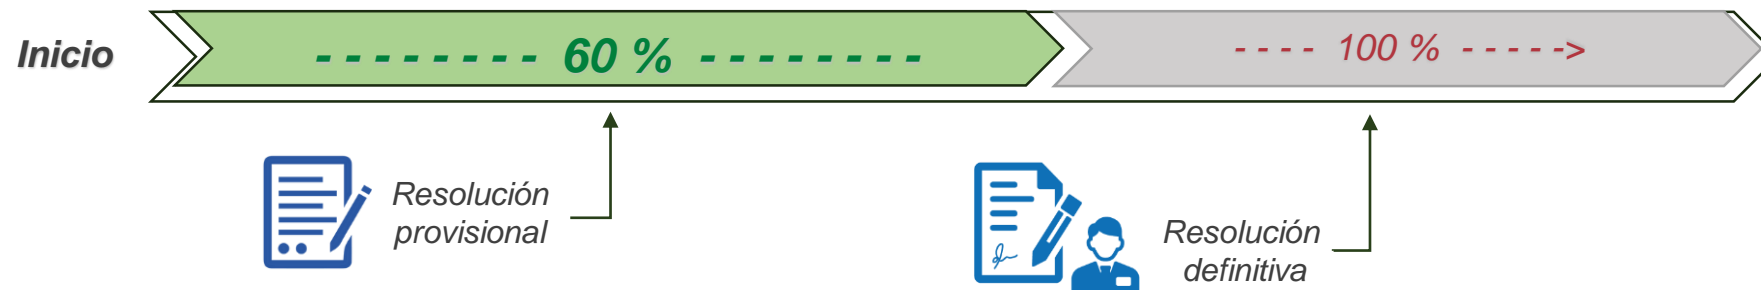 Inicio
- - - - - - - - 60 % - - - - - - - -
- - - - 100 % - - - - ->
Resolución
provisional
Resolución
definitiva